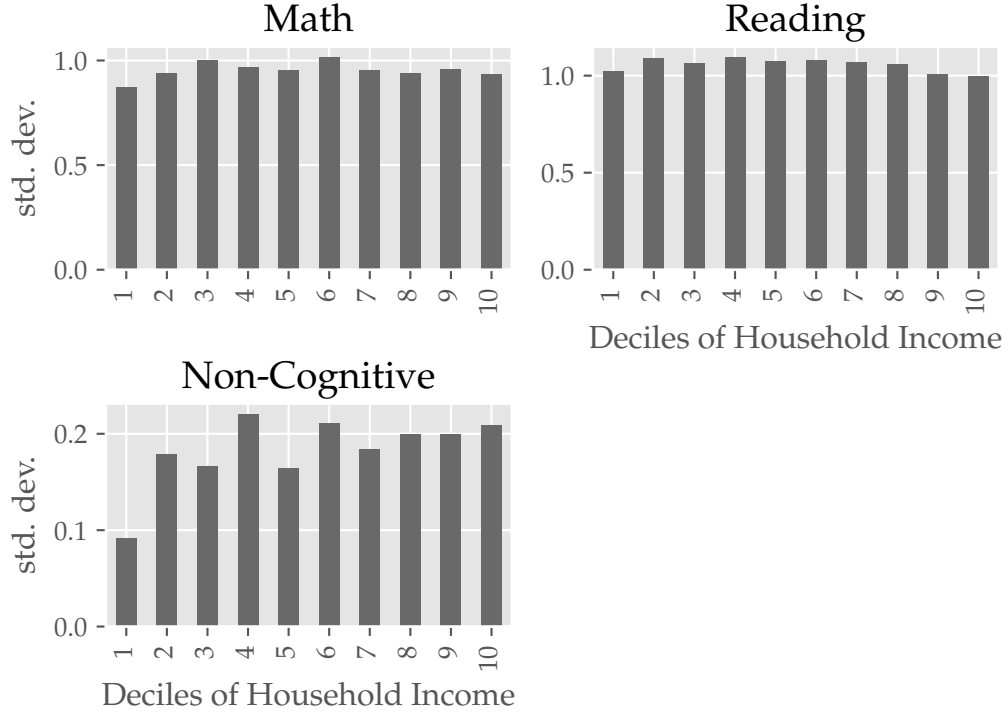 Math
std. dev.
1.0
0.5
0.0
1 2 3 4 5 6 7 8 9 10
Reading
1.0
0.5
0.0
1 2 3 4 5 6 7 8 9 10
Deciles of Household Income
Non-Cognitive
std. dev.
0.2
0.1
0.0
1 2 3 4 5 6 7 8 9 10
Deciles of Household Income